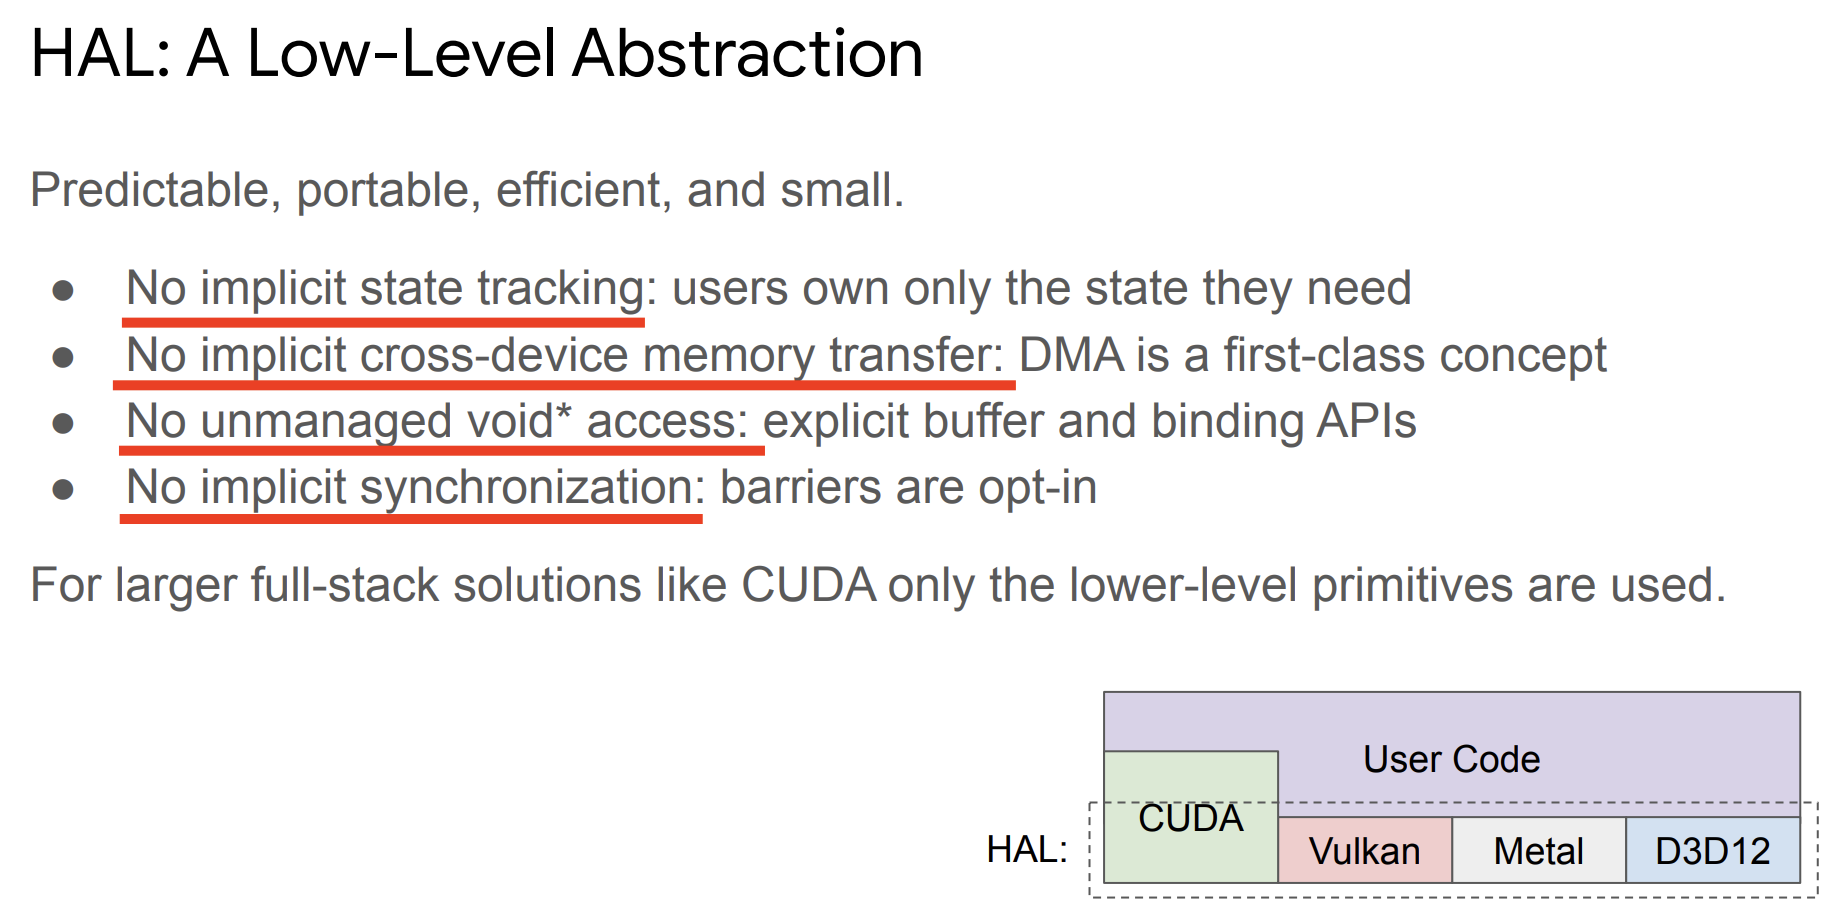 HAL: A Low-Level Abstraction
Predictable, portable, efficient, and small.
● No implicit state tracking: users own only the state they need
● No implicit cross-device memory transfer: DMA is a first-class concept
● No unmanaged void* access: explicit buffer and binding APIs
● No implicit synchronization: barriers are opt-in
For larger full-stack solutions like CUDA only the lower-level primitives are used.
User Code
CUDA
HAL:
Vulkan
Metal
D3D12